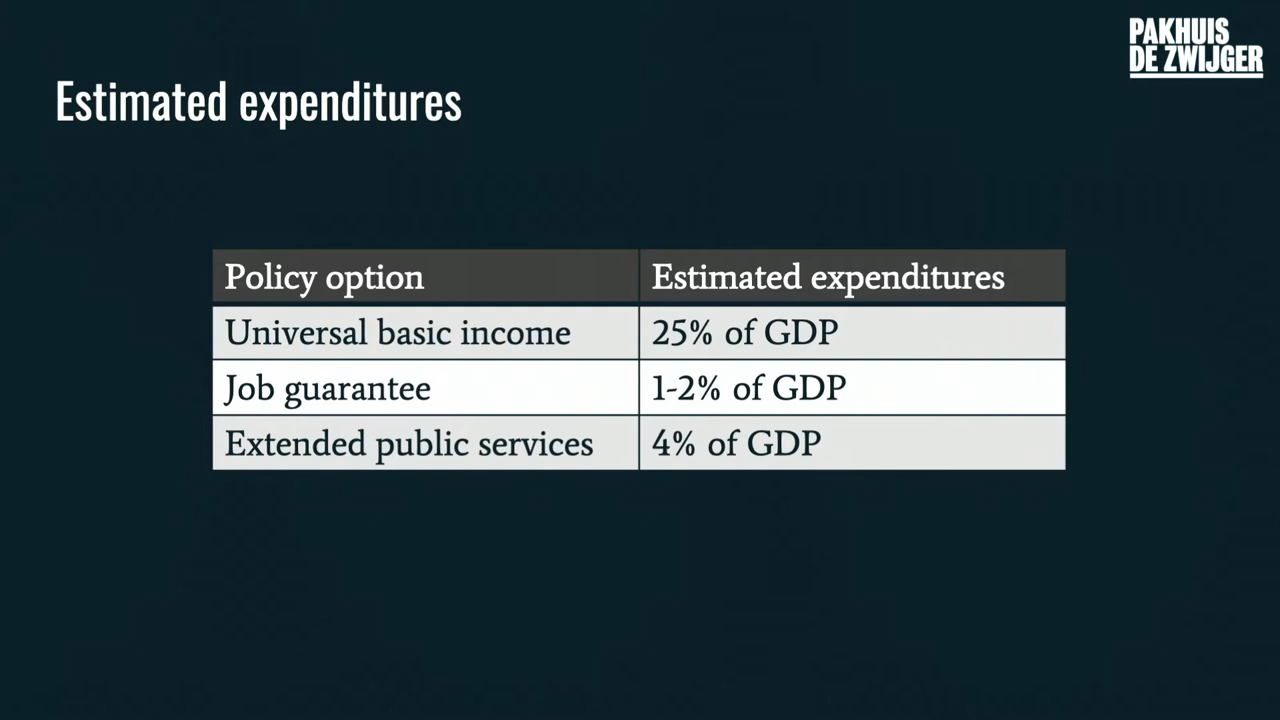 PAKHUIS
DE ZWIJGER
Estimated expenditures
Policy option Estimated expenditures
Universal basic income 25% of GDP
Job guarantee 1-2% of GDP
Extended public services 4% of GDP